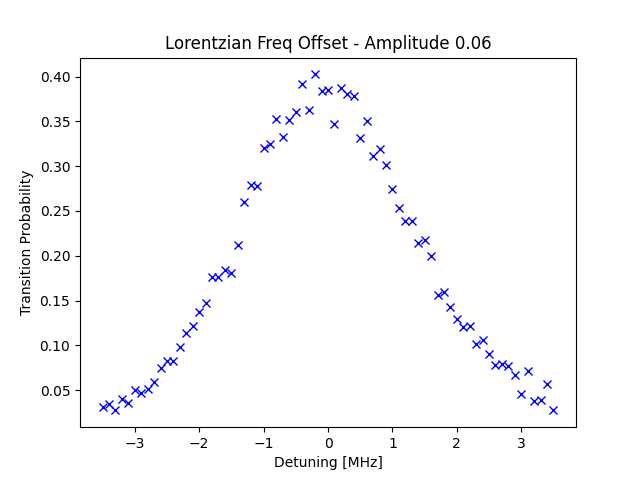 Lorentzian Freq Offset - Amplitude 0.06
Transition Probability
0.40
0.35
0.30
0.25
0.20
0.15
0.10
0.05
−3 −2 −1 0 1 2 3
Detuning [MHz]